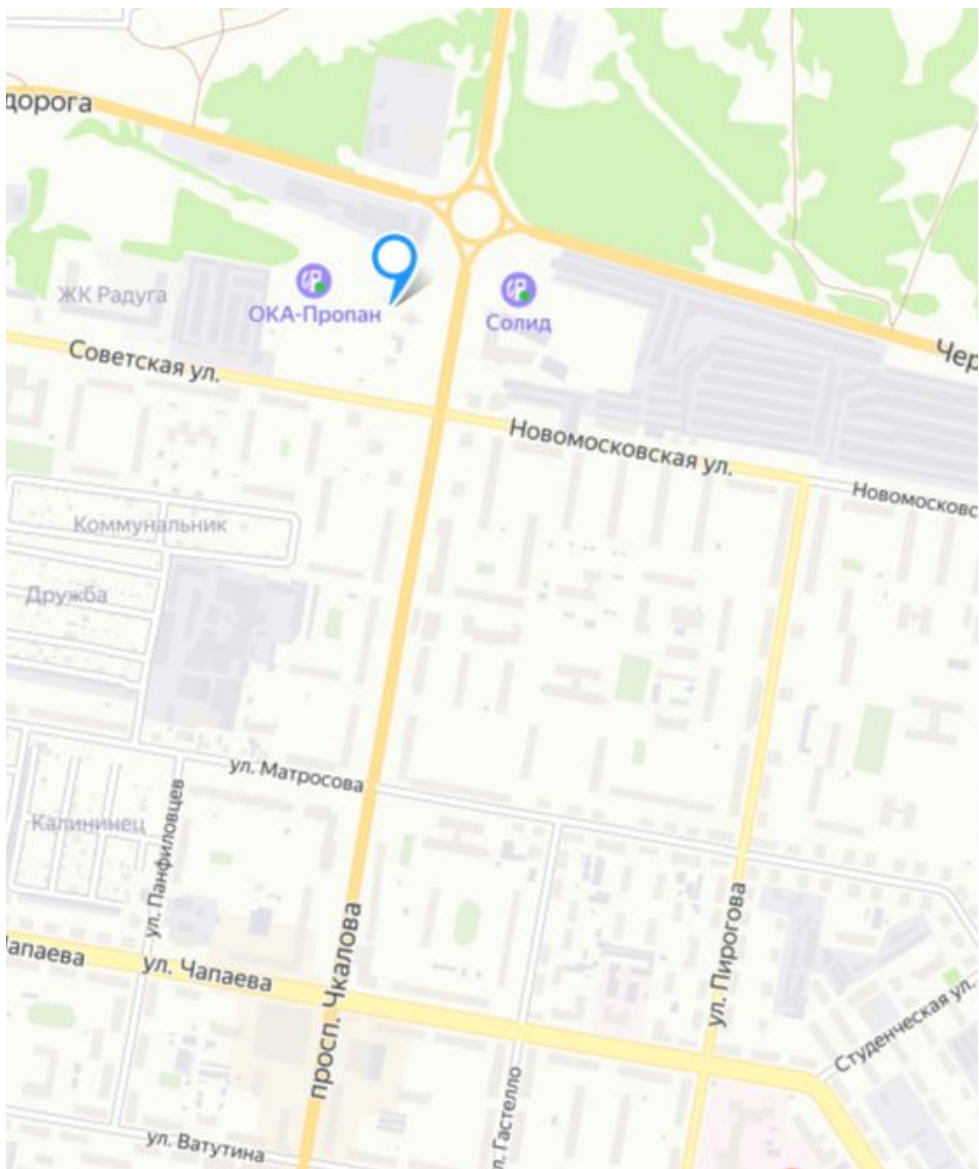 дорога
ЖК Радуга
ОКА-Пропан
Солид
Чер
Советская ул.
Новомосковская ул.
Новомосковс
Коммунальник
Дружба
ул. Матросова
Калининец
ул. Панфиловцев
просп. Чкалова
ул. Пирогова
Чапаева
ул. Чапаева
Студенческая ул.
л. Гастелло
ул. Ватутина